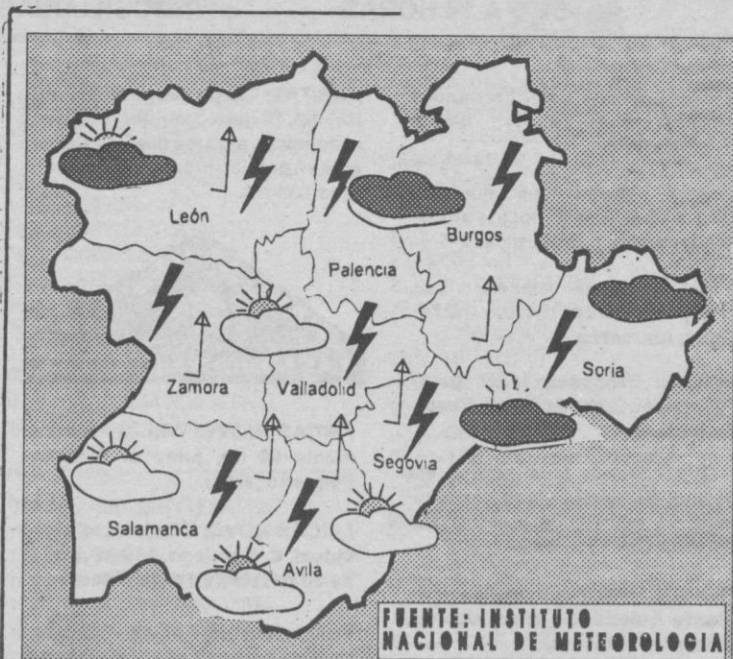 León
Burgos
Palencia
Soria
Zamora
Valladolid
Segovia
Salamanca
Avila
FUENTE: INSTITUTO
NACIONAL DE METEOROLOGIA